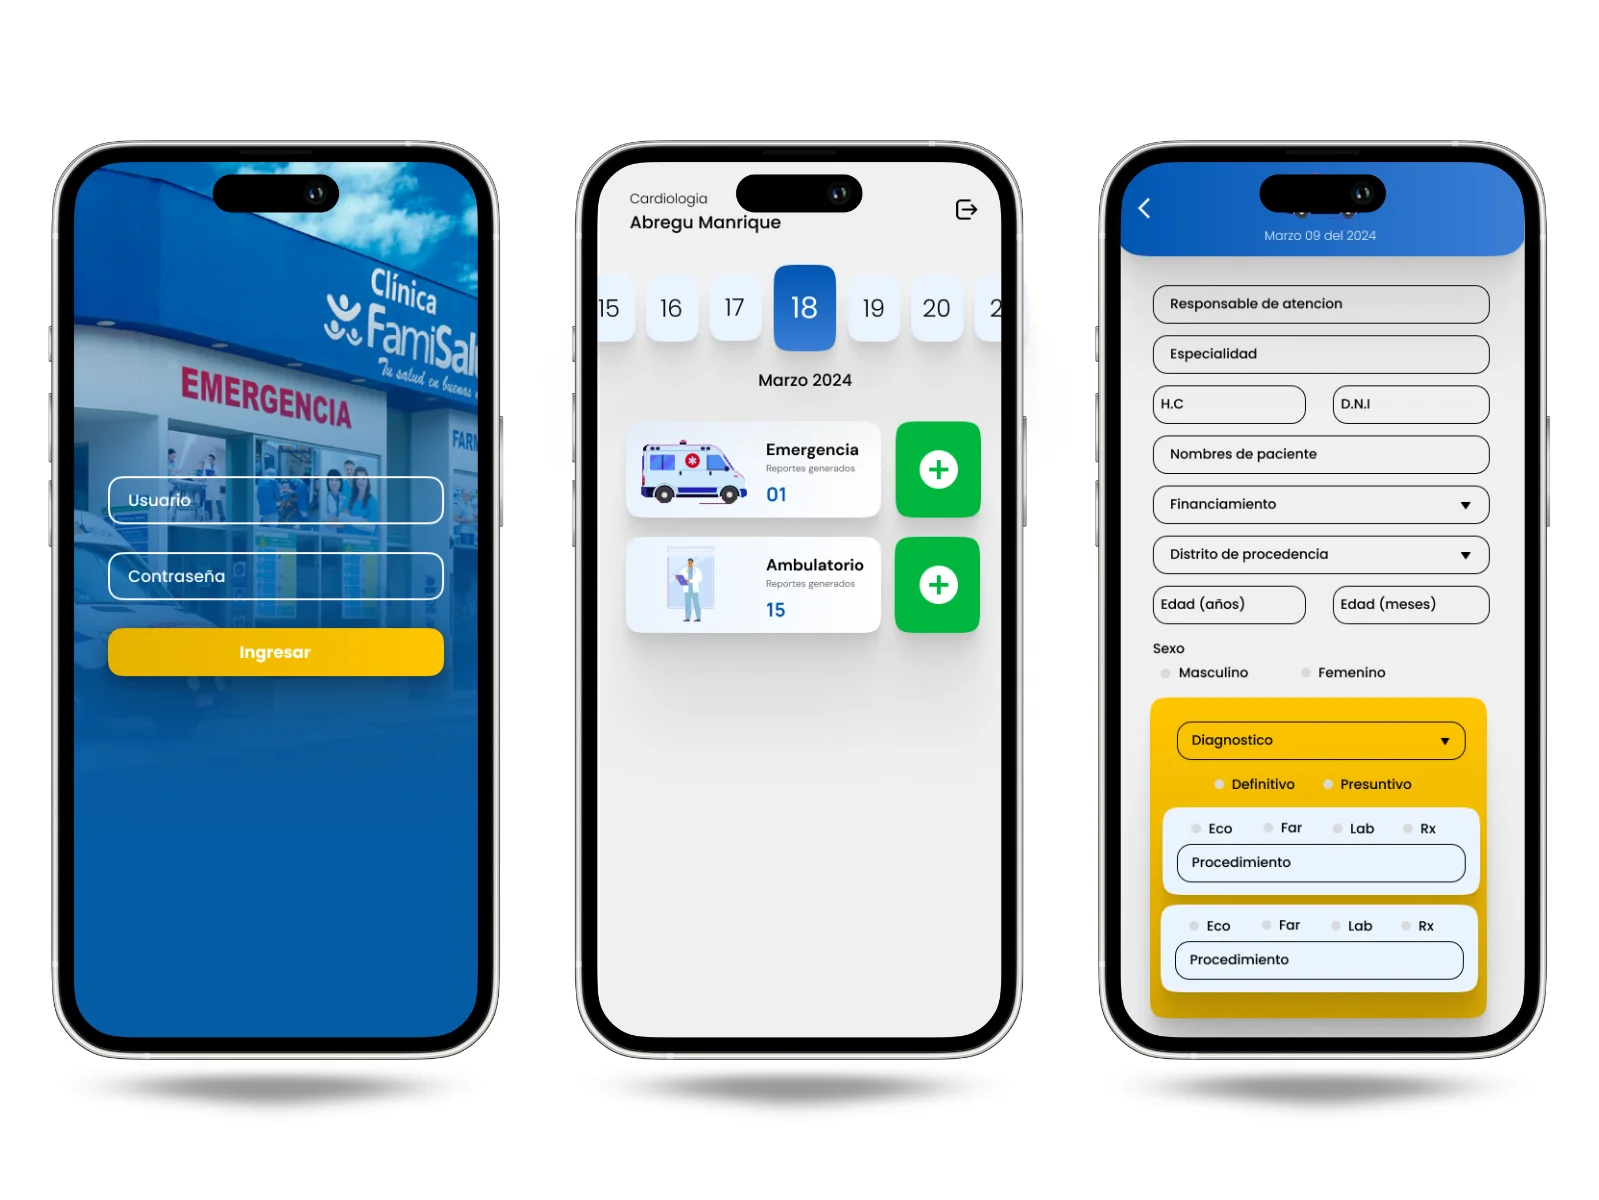 Clínica
FamiSal
Tu salud en buenas
EMERGENCIA
FAR
Usuario
Contraseña
Ingresar
Cardiologia
Abregu Manrique
15 16 17 18 19 20 2
Marzo 2024
Emergencia
Reportes generados
01
Ambulatorio
Reportes generados
15
Marzo 09 del 2024
Responsable de atencion
Especialidad
H.C D.N.I
Nombres de paciente
Financiamiento
Distrito de procedencia
Edad (años) Edad (meses)
Sexo
Masculino Femenino
Diagnostico
Definitivo Presuntivo
Eco Far Lab Rx
Procedimiento
Eco Far Lab Rx
Procedimiento